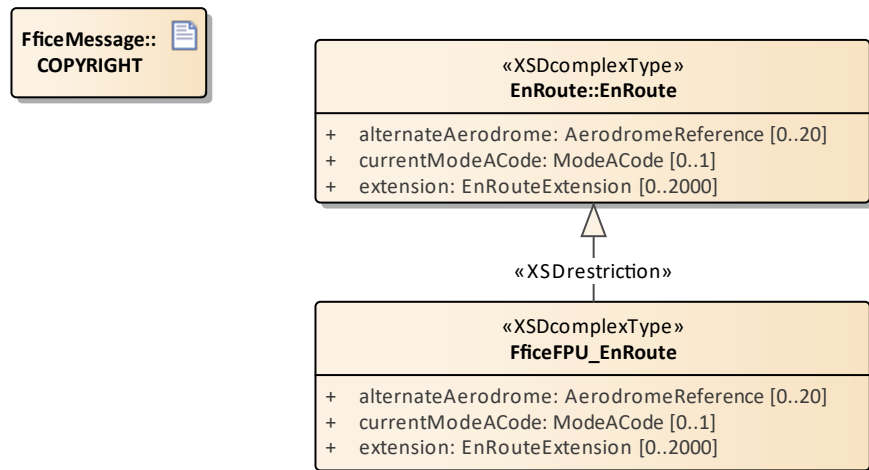 FficeMessage::
COPYRIGHT
«XSDcomplexType»
EnRoute::EnRoute
+ alternateAerodrome: AerodromeReference [0..20]
+ currentModeACode: ModeACode [0..1]
+ extension: EnRouteExtension [0..2000]
«XSDrestriction»
«XSDcomplexType»
FficeFPU_EnRoute
+ alternateAerodrome: AerodromeReference [0..20]
+ currentModeACode: ModeACode [0..1]
+ extension: EnRouteExtension [0..2000]